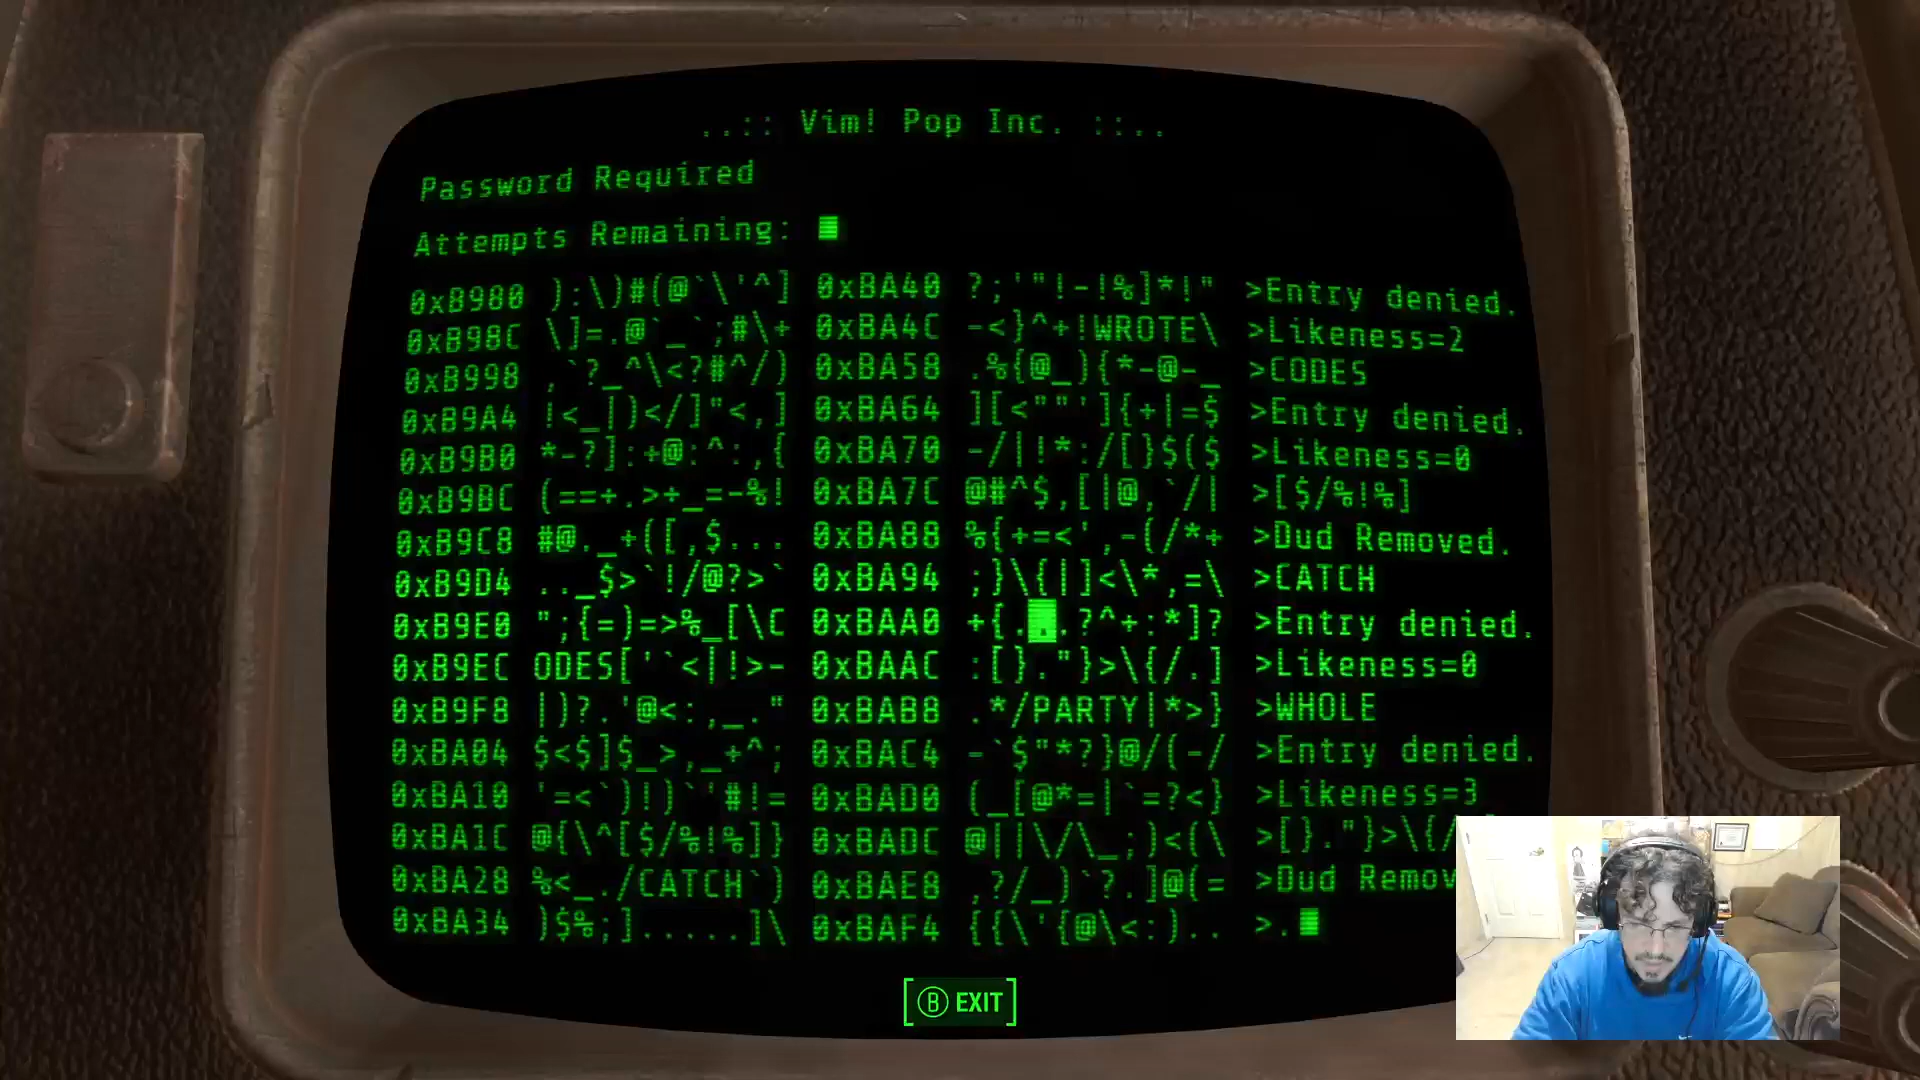 ..:: Vim! Pop Inc. ::..
Password Required
Attempts Remaining:
0xB980 ):\)#(@`\'^] 0xBA40 ?;'"!-!%]*!" >Entry denied.
0xB98C \]=.@`_`;#\+ 0xBA4C -<}^+!WROTE\ >Likeness=2
0xB998 ,`?_^\<?#^/) 0xBA58 .%{@_){*-@-_ >CODES
0xB9A4 !<_|)</]"<,] 0xBA64 ][<""']{+|=$ >Entry denied.
0xB9B0 *-?]:+@:^:,{ 0xBA70 -/|!*:/[}$($ >Likeness=0
0xB9BC (==+.>+_=-%! 0xBA7C @#^$,[|@,`/| >[$/%!%]
0xB9C8 #@._+([,$... 0xBA88 %{+=<',-(/*+ >Dud Removed.
0xB9D4 .._$>`!/@?>` 0xBA94 ;}\{|]<\*,=\ >CATCH
0xB9E0 ";{=)=>%_[\C 0xBAA0 +{...?^+:*]? >Entry denied.
0xB9EC ODES['`<|!>- 0xBAAC :[}."}>\{/.] >Likeness=0
0xB9F8 |)?.'@<:,_." 0xBAB8 .*/PARTY|*>} >WHOLE
0xBA04 $<$]$_>,_+^; 0xBAC4 -`$"*?}@/(-/ >Entry denied.
0xBA10 '=<`)!)`'#!= 0xBAD0 (_[@*=|`=?<} >Likeness=3
0xBA1C @{\^[$/%!%]} 0xBADC @||\/\_;)<(\ >[}."}>\{/
0xBA28 %<_./CATCH`) 0xBAE8 ,?/_)`?.]@(= >Dud Remov
0xBA34 )$%;].....]\ 0xBAF4 {{\'{@\<:).. >.
B EXIT